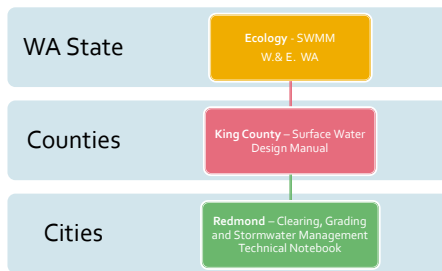 WA State
Ecology - SWMM
W.& E. WA
Counties
King County – Surface Water
Design Manual
Cities
Redmond – Clearing, Grading
and Stormwater Management
Technical Notebook